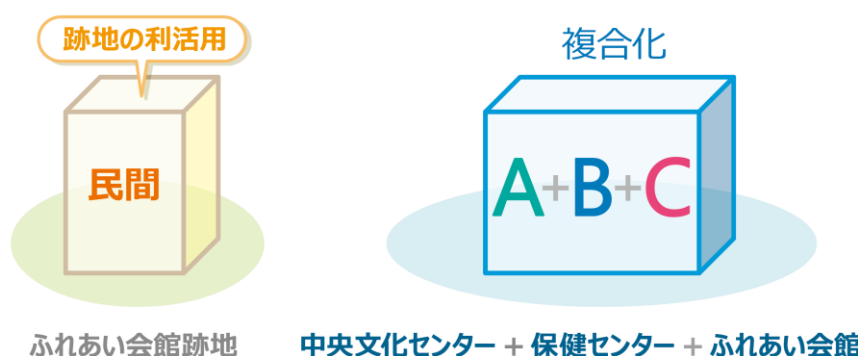 跡地の利活用
民間
ふれあい会館跡地
複合化
A+B+C
中央文化センター + 保健センター + ふれあい会館